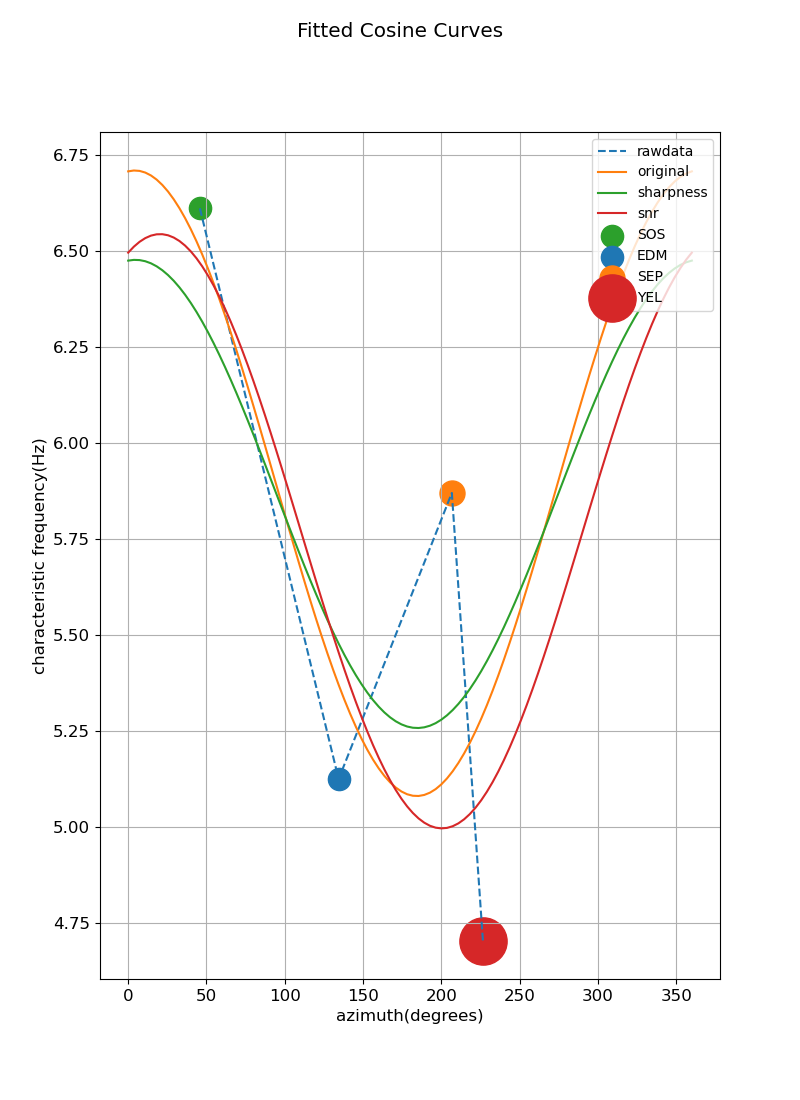 Fitted Cosine Curves
rawdata
original
sharpness
snr
SOS
EDM
SEP
YEL
6.75
6.50
6.25
6.00
5.75
5.50
5.25
5.00
4.75
characteristic frequency(Hz)
0 50 100 150 200 250 300 350
azimuth(degrees)